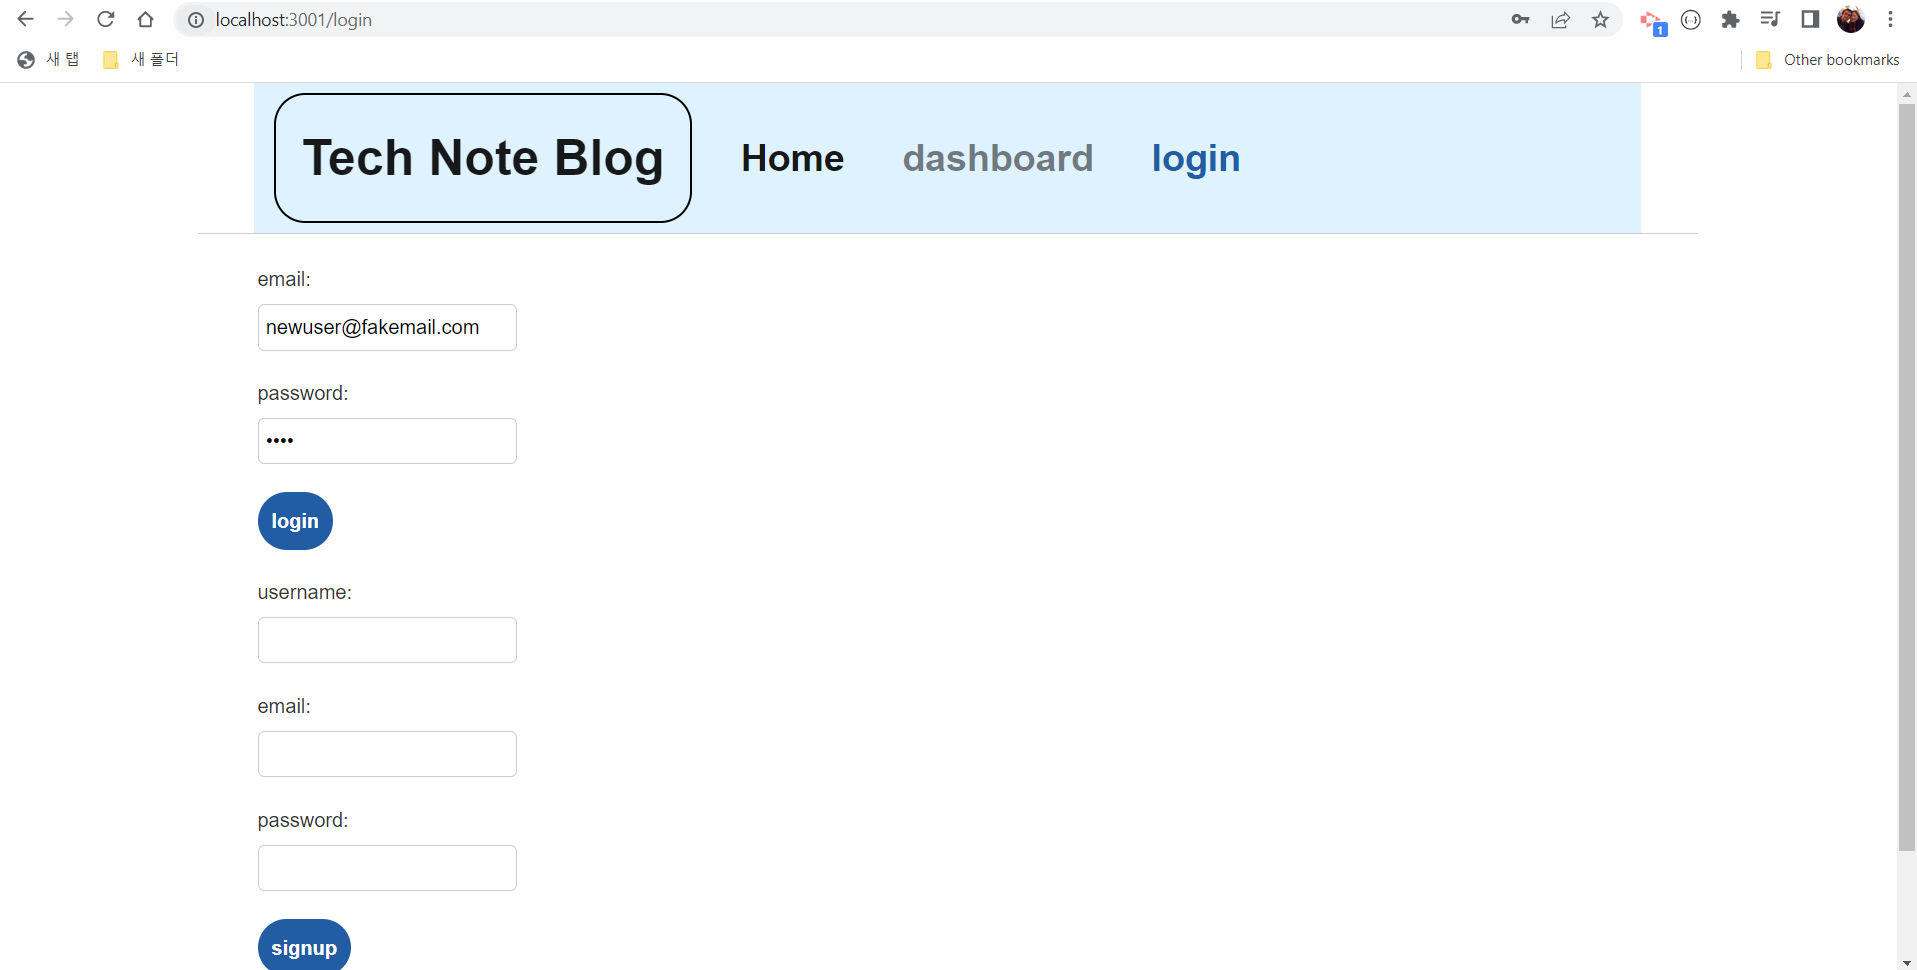 localhost:3001/login
1
새 탭 새 폴더 Other bookmarks
Tech Note Blog Home dashboard login
email:
newuser@fakemail.com
password:
••••
login
username:
email:
password:
signup